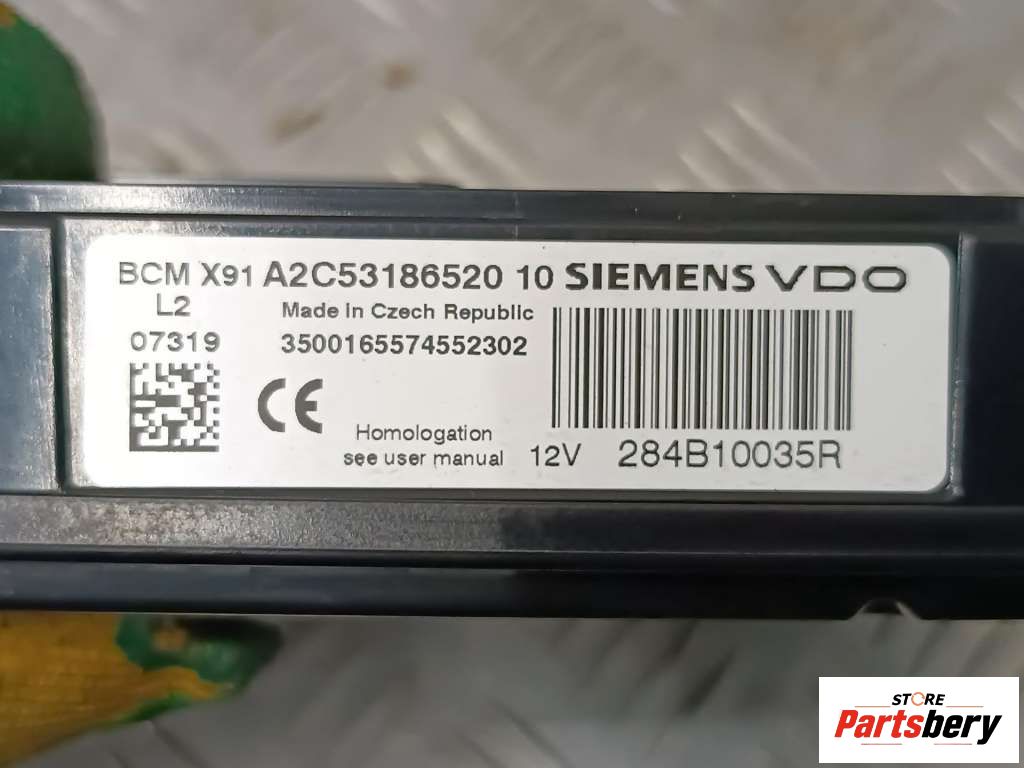 BCM X91 A2C53186520 10 SIEMENS VDO
L2 Made in Czech Republic
07319 3500165574552302
CE
Homologation
see user manual 12V 284B10035R
STORE
Partsbery